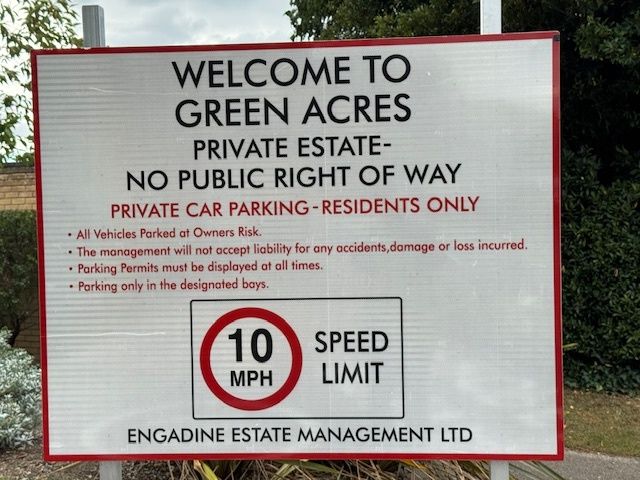 WELCOME TO
GREEN ACRES
PRIVATE ESTATE-
NO PUBLIC RIGHT OF WAY
PRIVATE CAR PARKING-RESIDENTS ONLY
• All Vehicles Parked at Owners Risk.
• The management will not accept liability for any accidents,damage or loss incurred.
• Parking Permits must be displayed at all times.
• Parking only in the designated bays.
10
MPH
SPEED
LIMIT
ENGADINE ESTATE MANAGEMENT LTD